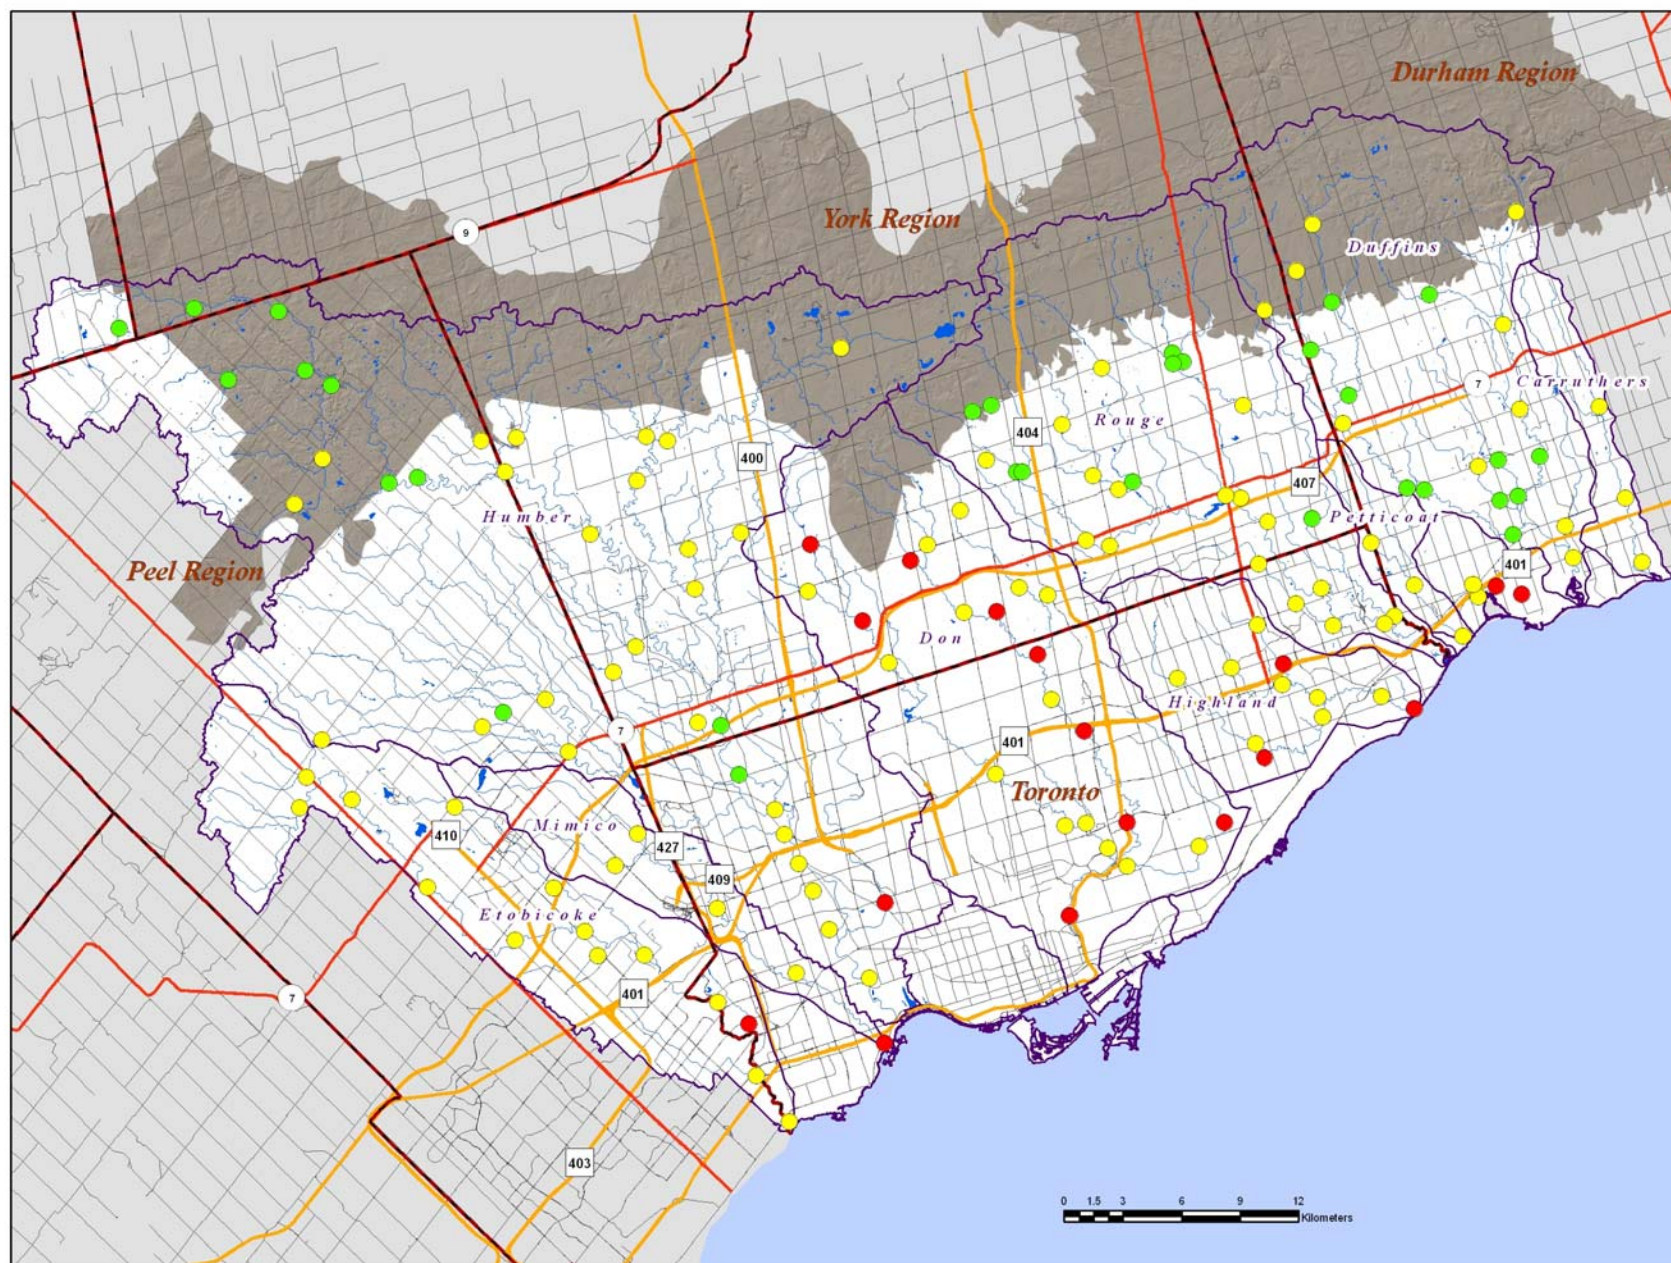 Durham Region
York Region
9
Duffins
7
Carruthers
404
Rouge
400
407
Humber
Petticoat
Peel Region
401
Don
Highland
7
401
Toronto
Mimico
410
427
409
Etobicoke
7
401
403
0 1.5 3 6 9 12
Kilometers